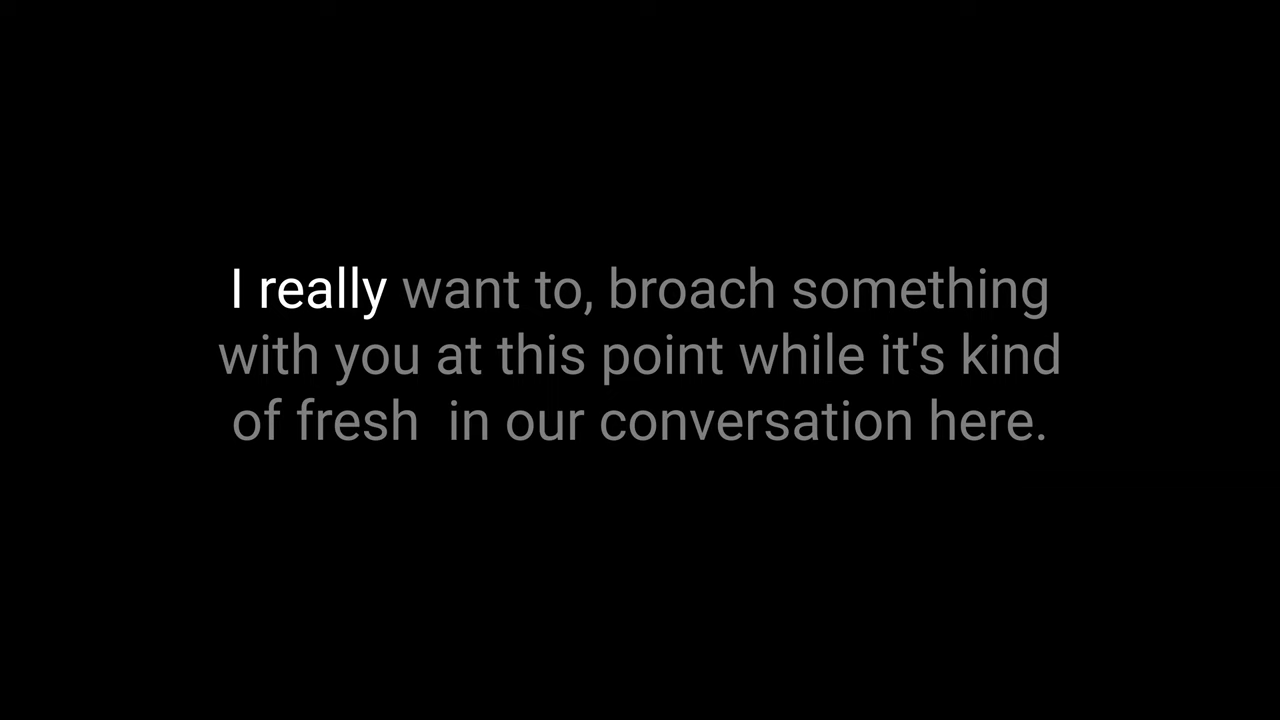 I really want to, broach something
with you at this point while it's kind
of fresh  in our conversation here.